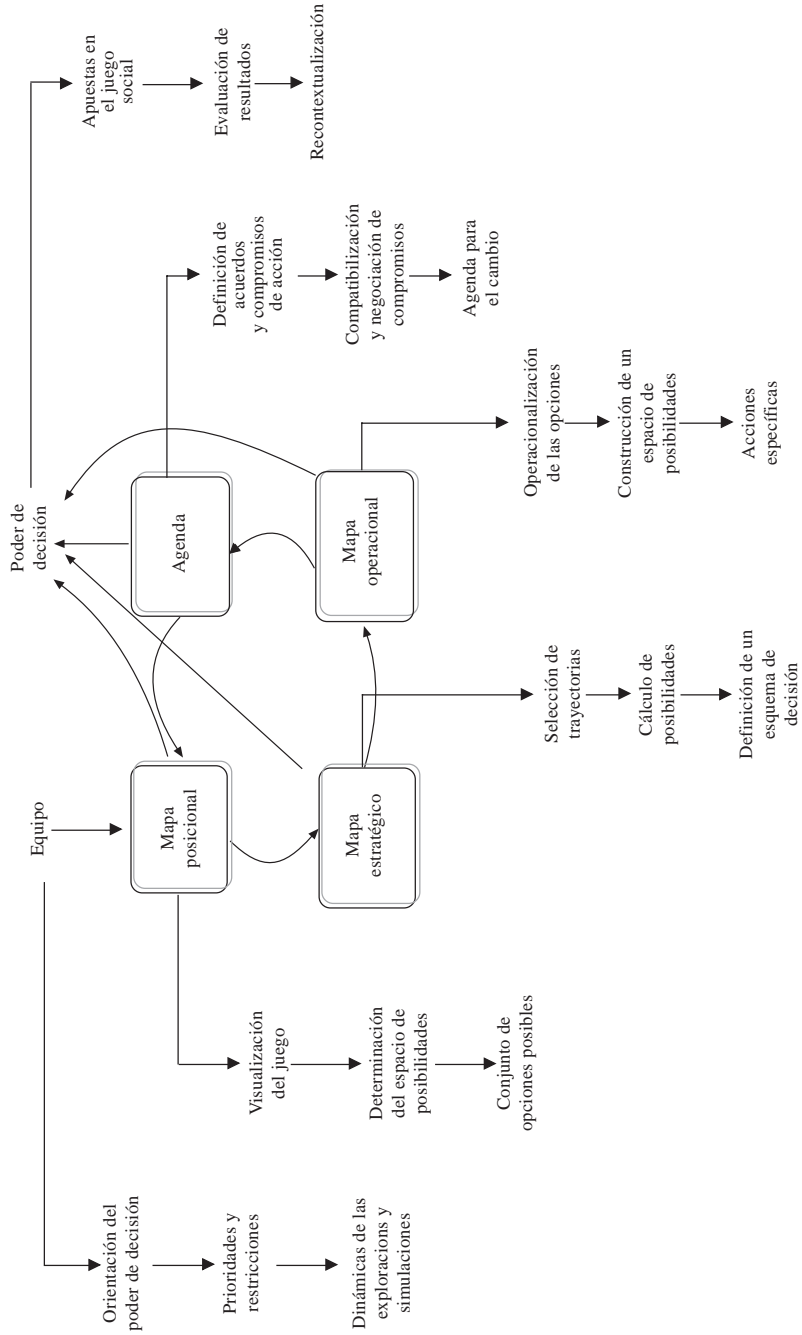 Equipo
Poder de
decisión
Orientación del
poder de decisión
Prioridades y
restricciones
Dinámicas de las
exploracions y
simulaciones
Mapa
posicional
Visualización
del juego
Determinación
del espacio de
posibilidades
Conjunto de
opciones posibles
Mapa
estratégico
Selección de
trayectorias
Cálculo de
posibilidades
Definición de un
esquema de
decisión
Mapa
operacional
Operacionalización
de las opciones
Construcción de un
espacio de
posibilidades
Acciones
específicas
Agenda
Definición de
acuerdos
y compromisos
de acción
Compatibilización
y negociación de
compromisos
Agenda para
el cambio
Apuestas en
el juego
social
Evaluación de
resultados
Recontextualización